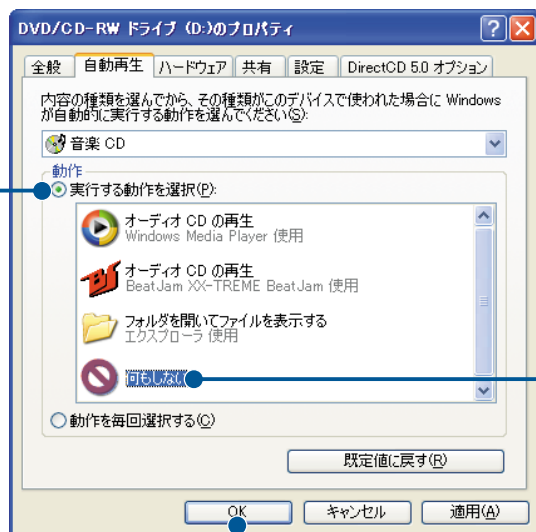 DVD/CD-RW ドライブ (D:)のプロパティ
全般 自動再生 ハードウェア 共有 設定 DirectCD 5.0 オプション
内容の種類を選んでから、その種類がこのデバイスで使われた場合に Windows
が自動的に実行する動作を選んでください(S):
音楽 CD
動作
実行する動作を選択(P):
オーディオ CD の再生
Windows Media Player 使用
オーディオ CD の再生
BeatJam XX-TREME BeatJam 使用
フォルダを開いてファイルを表示する
エクスプローラ 使用
何もしない
動作を毎回選択する(C)
既定値に戻す(R)
OK キャンセル 適用(A)